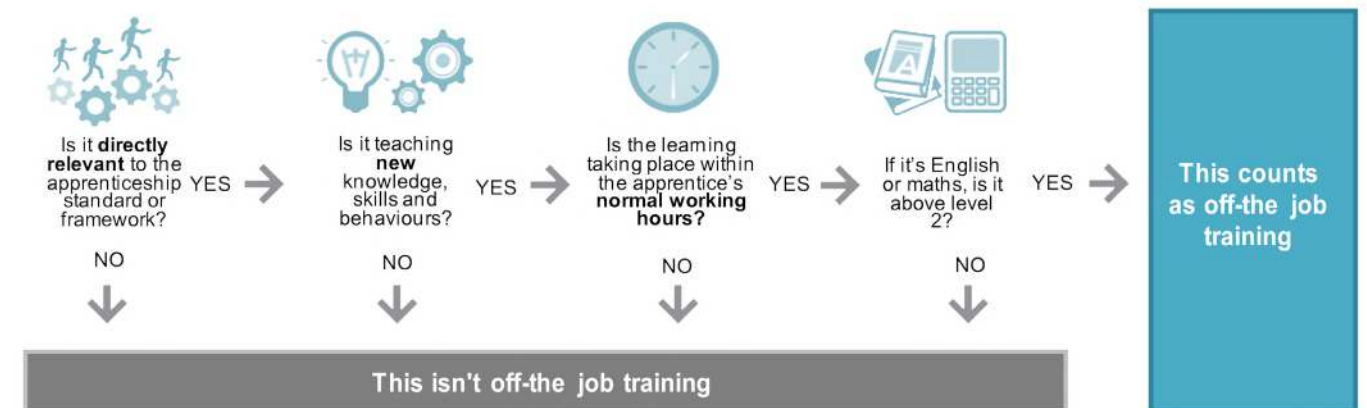 Is it directly
relevant to the
apprenticeship
standard or
framework?
YES
NO
Is it teaching
new
knowledge,
skills and
behaviours?
YES
NO
Is the learning
taking place within
the apprentice's
normal working
hours?
YES
NO
A
If it's English
or maths, is it
above level
2?
YES
NO
This counts
as off-the job
training
This isn't off-the job training